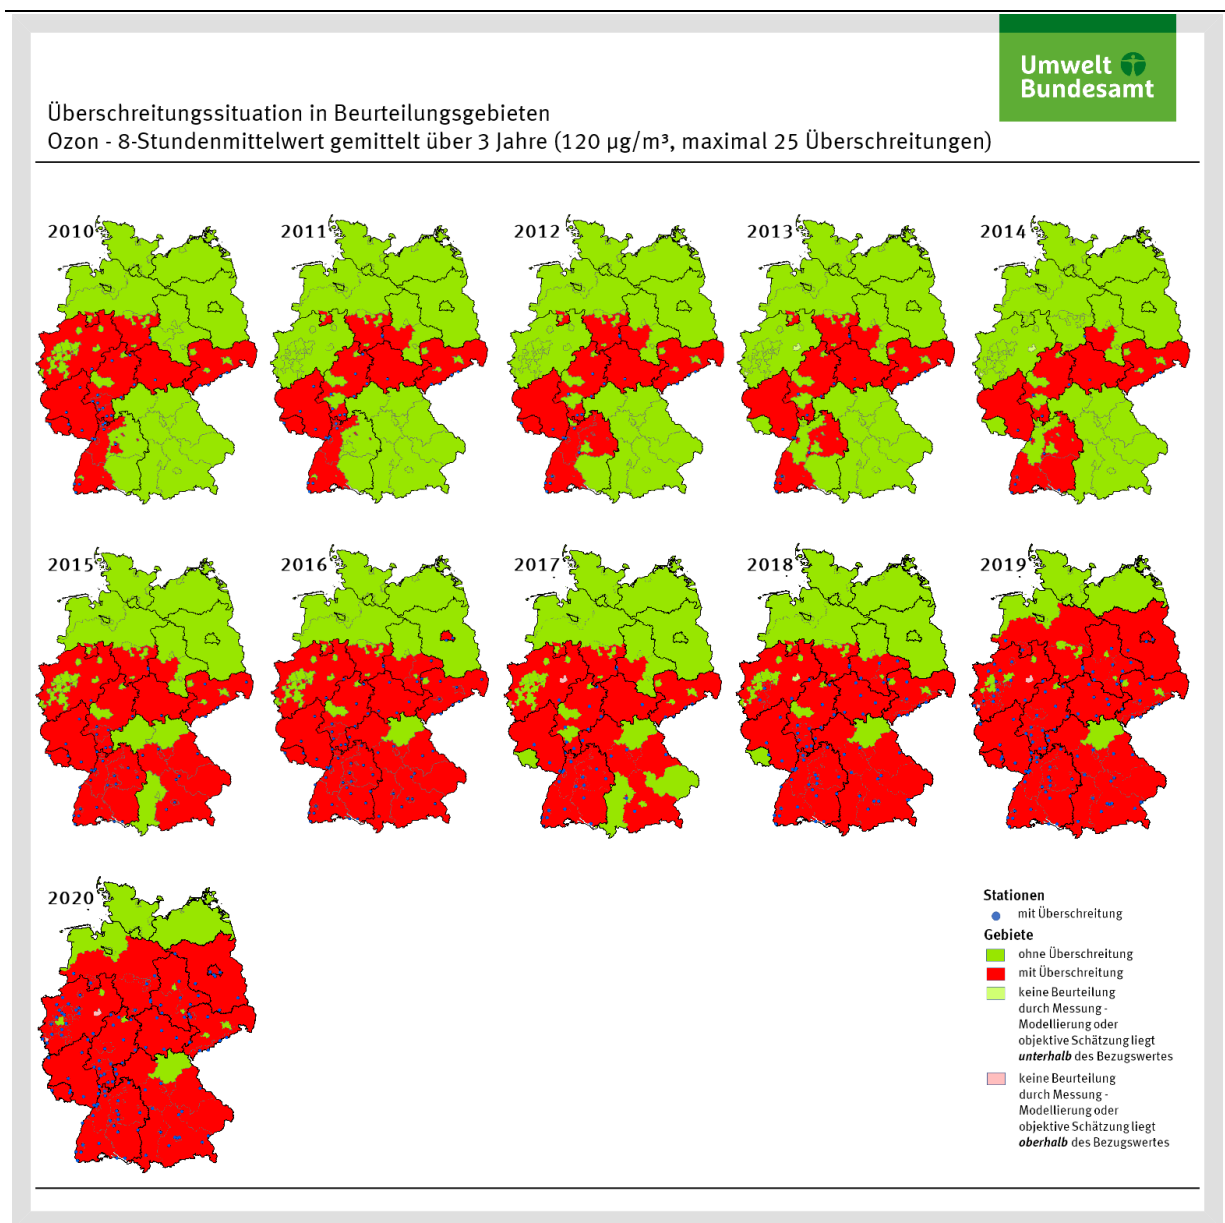 Umwelt
Bundesamt
Überschreitungssituation in Beurteilungsgebieten
Ozon - 8-Stundenmittelwert gemittelt über 3 Jahre (120 µg/m³, maximal 25 Überschreitungen)
2010
2011
2012
2013
2014
2015
2016
2017
2018
2019
2020
Stationen
mit Überschreitung
Gebiete
ohne Überschreitung
mit Überschreitung
keine Beurteilung
durch Messung -
Modellierung oder
objektive Schätzung liegt
unterhalb des Bezugswertes
keine Beurteilung
durch Messung -
Modellierung oder
objektive Schätzung liegt
oberhalb des Bezugswertes